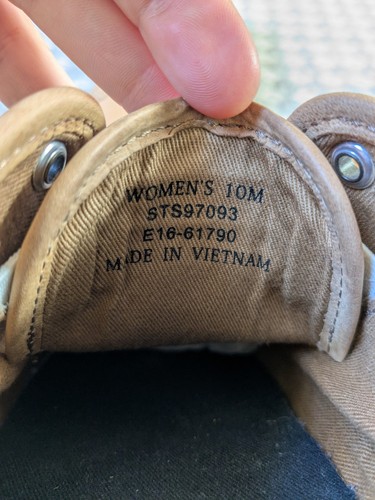 WOMEN'S 10M
STS97093
E16-61790
MADE IN VIETNAM